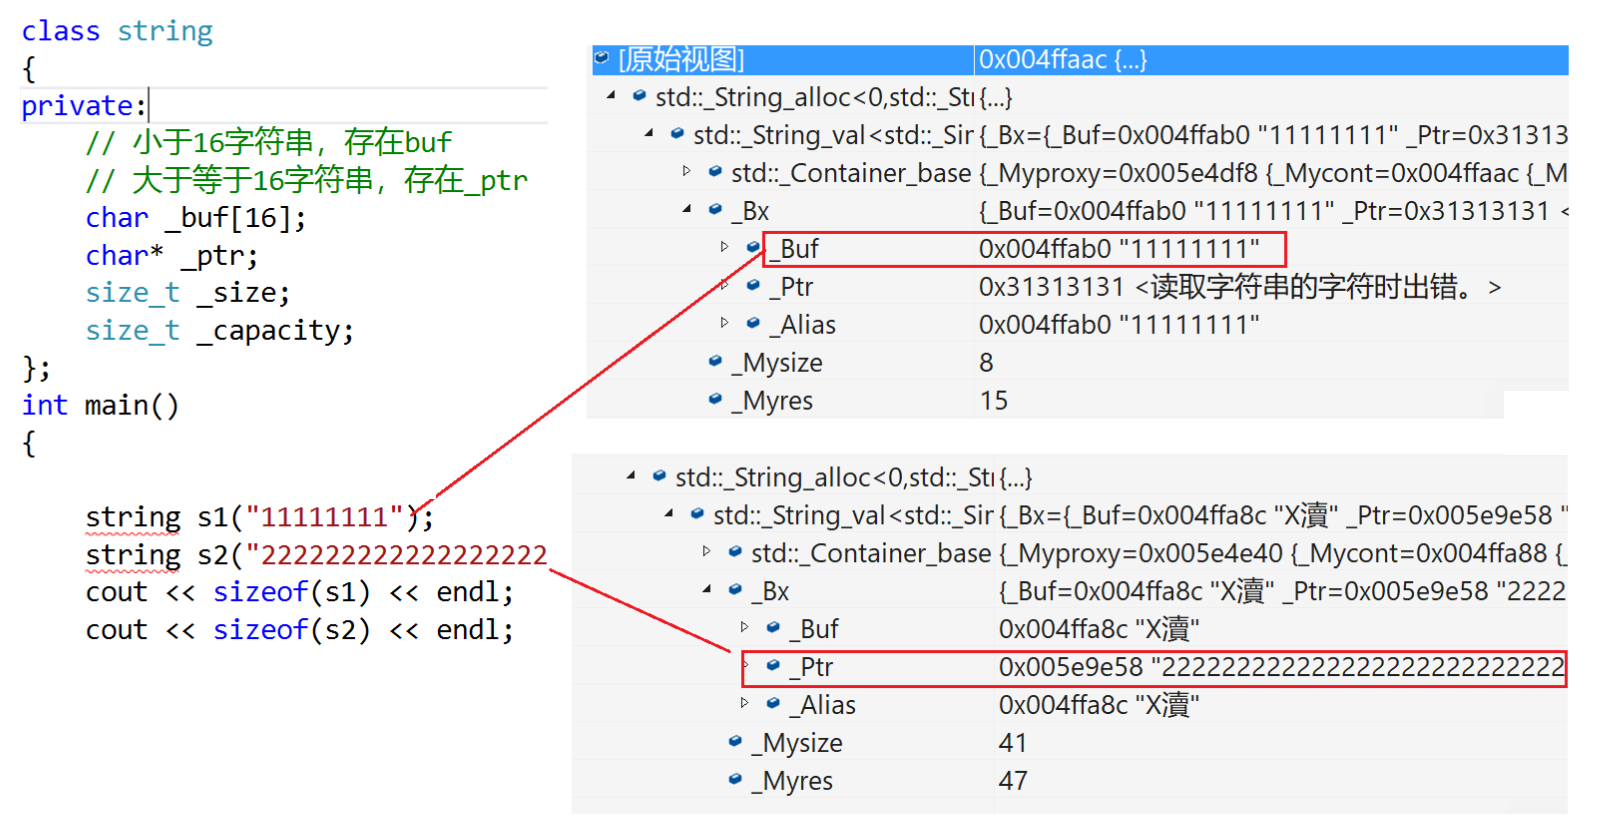 class string
{
private:
// 小于16字符串，存在buf
// 大于等于16字符串，存在_ptr
char _buf[16];
char* _ptr;
size_t _size;
size_t _capacity;
};
int main()
{
string s1("11111111");
string s2("222222222222222222
cout << sizeof(s1) << endl;
cout << sizeof(s2) << endl;
[原始视图] 0x004ffaac {...}
std::_String_alloc<0,std::_Str {...}
std::_String_val<std::_Sim {_Bx={_Buf=0x004ffab0 "11111111" _Ptr=0x31313
std::_Container_base {_Myproxy=0x005e4df8 {_Mycont=0x004ffaac {_M
_Bx {_Buf=0x004ffab0 "11111111" _Ptr=0x31313131 <
_Buf 0x004ffab0 "11111111"
_Ptr 0x31313131 <读取字符串的字符时出错。>
_Alias 0x004ffab0 "11111111"
_Mysize 8
_Myres 15
std::_String_alloc<0,std::_Str {...}
std::_String_val<std::_Sim {_Bx={_Buf=0x004ffa8c "X瀆" _Ptr=0x005e9e58 "
std::_Container_base {_Myproxy=0x005e4e40 {_Mycont=0x004ffa88 {_
_Bx {_Buf=0x004ffa8c "X瀆" _Ptr=0x005e9e58 "2222
_Buf 0x004ffa8c "X瀆"
_Ptr 0x005e9e58 "22222222222222222222222222222
_Alias 0x004ffa8c "X瀆"
_Mysize 41
_Myres 47